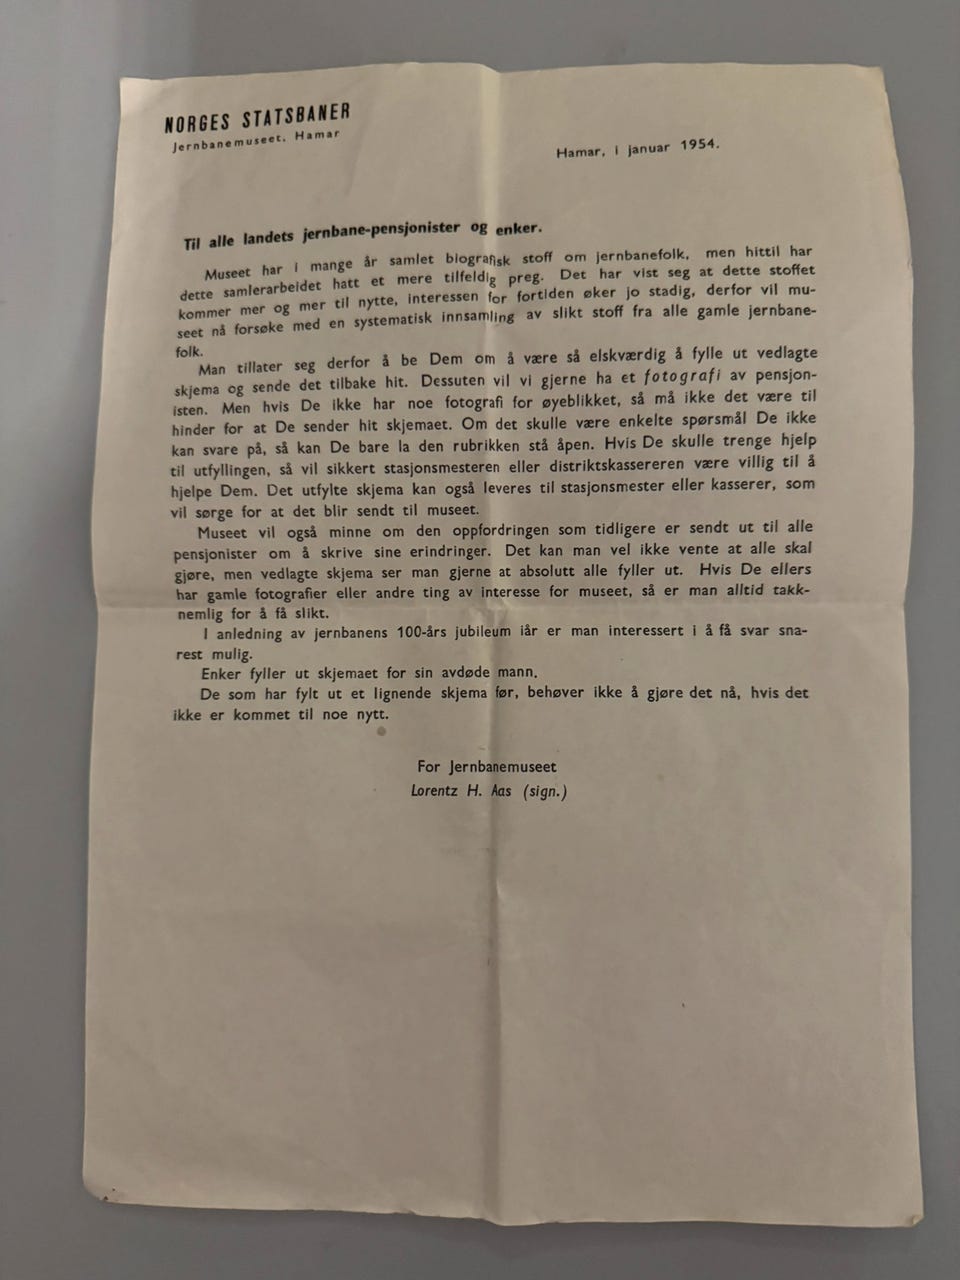 NORGES STATSBANER
Jernbanemuseet, Hamar
Hamar, i januar 1954.
Til alle landets jernbane-pensjonister og enker.
Museet har i mange år samlet biografisk stoff om jernbanefolk, men hittil har
dette samlerarbeidet hatt et mere tilfeldig preg. Det har vist seg at dette stoffet
kommer mer og mer til nytte, interessen for fortiden øker jo stadig, derfor vil mu-
seet nå forsøke med en systematisk innsamling av slikt stoff fra alle gamle jernbane-
folk.
Man tillater seg derfor å be Dem om å være så elskværdig å fylle ut vedlagte
skjema og sende det tilbake hit. Dessuten vil vi gjerne ha et fotografi av pensjon-
isten. Men hvis De ikke har noe fotografi for øyeblikket, så må ikke det være til
hinder for at De sender hit skjemaet. Om det skulle være enkelte spørsmål De ikke
kan svare på, så kan De bare la den rubrikken stå åpen. Hvis De skulle trenge hjelp
til utfyllingen, så vil sikkert stasjonsmesteren eller distriktskassereren være villig til å
hjelpe Dem. Det utfylte skjema kan også leveres til stasjonsmester eller kasserer, som
vil sørge for at det blir sendt til museet.
Museet vil også minne om den oppfordringen som tidligere er sendt ut til alle
pensjonister om å skrive sine erindringer. Det kan man vel ikke vente at alle skal
gjøre, men vedlagte skjema ser man gjerne at absolutt alle fyller ut. Hvis De ellers
har gamle fotografier eller andre ting av interesse for museet, så er man alltid takk-
nemlig for å få slikt.
I anledning av jernbanens 100-års jubileum iår er man interessert i å få svar sna-
rest mulig.
Enker fyller ut skjemaet for sin avdøde mann.
De som har fylt ut et lignende skjema før, behøver ikke å gjøre det nå, hvis det
ikke er kommet til noe nytt.
For Jernbanemuseet
Lorentz H. Aas (sign.)